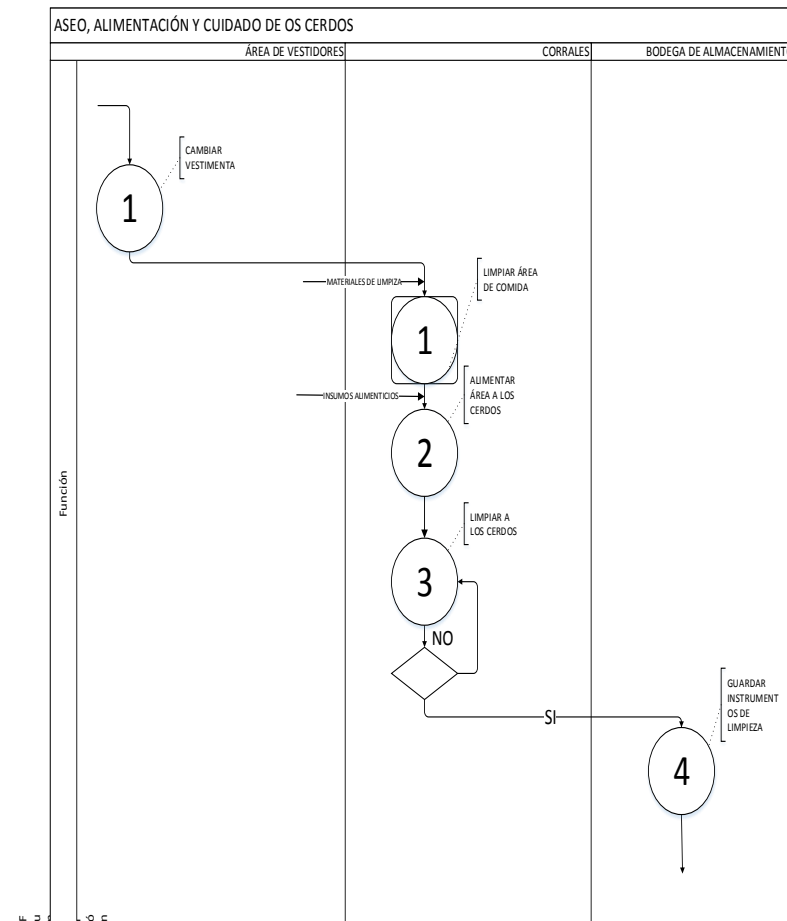 ASEO, ALIMENTACIÓN Y CUIDADO DE OS CERDOS
ÁREA DE VESTIDORES
CORRALES
BODEGA DE ALMACENAMIENT
Función
CAMBIAR
VESTIMENTA
1
MATERIALES DE LIMPIZA
LIMPIAR ÁREA
DE COMIDA
1
INSUMOS ALIMENTICIOS
ALIMENTAR
ÁREA A LOS
CERDOS
2
LIMPIAR A
LOS CERDOS
3
NO
SI
GUARDAR
INSTRUMENT
OS DE
LIMPIEZA
4